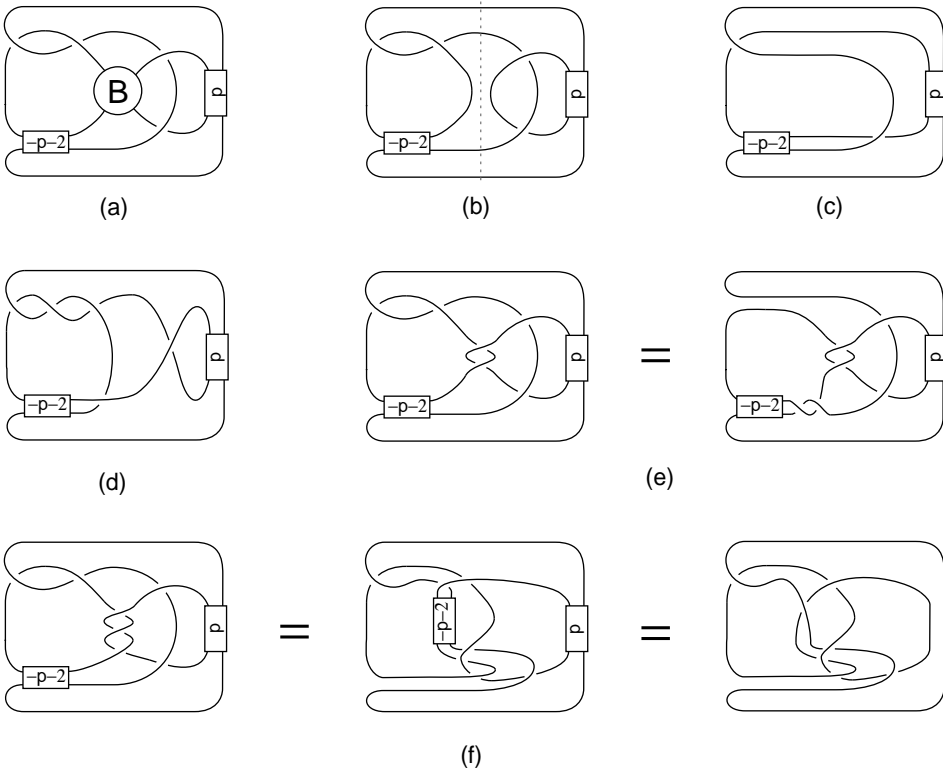 B
p
–p–2
(a)
p
–p–2
(b)
p
–p–2
(c)
p
–p–2
(d)
p
–p–2
=
p
–p–2
(e)
p
–p–2
=
–p–2
p
=
(f)